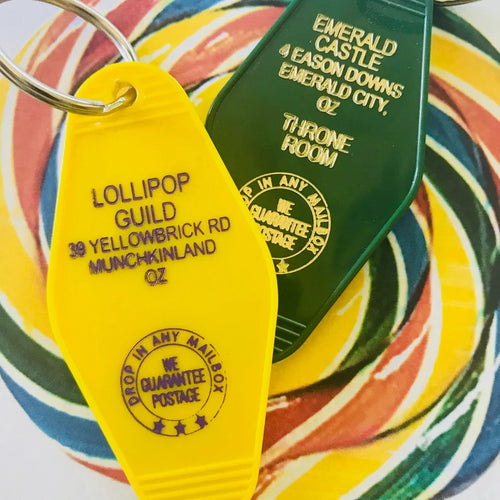 LOLLIPOP
GUILD
39 YELLOWBRICK RD
MUNCHKINLAND
OZ
DROP IN ANY MAILBOX
WE
GUARANTEE
POSTAGE
EMERALD
CASTLE
4 EASON DOWNS
EMERALD CITY,
OZ
THRONE
ROOM
DROP IN ANY MAILBOX
WE
GUARANTEE
POSTAGE